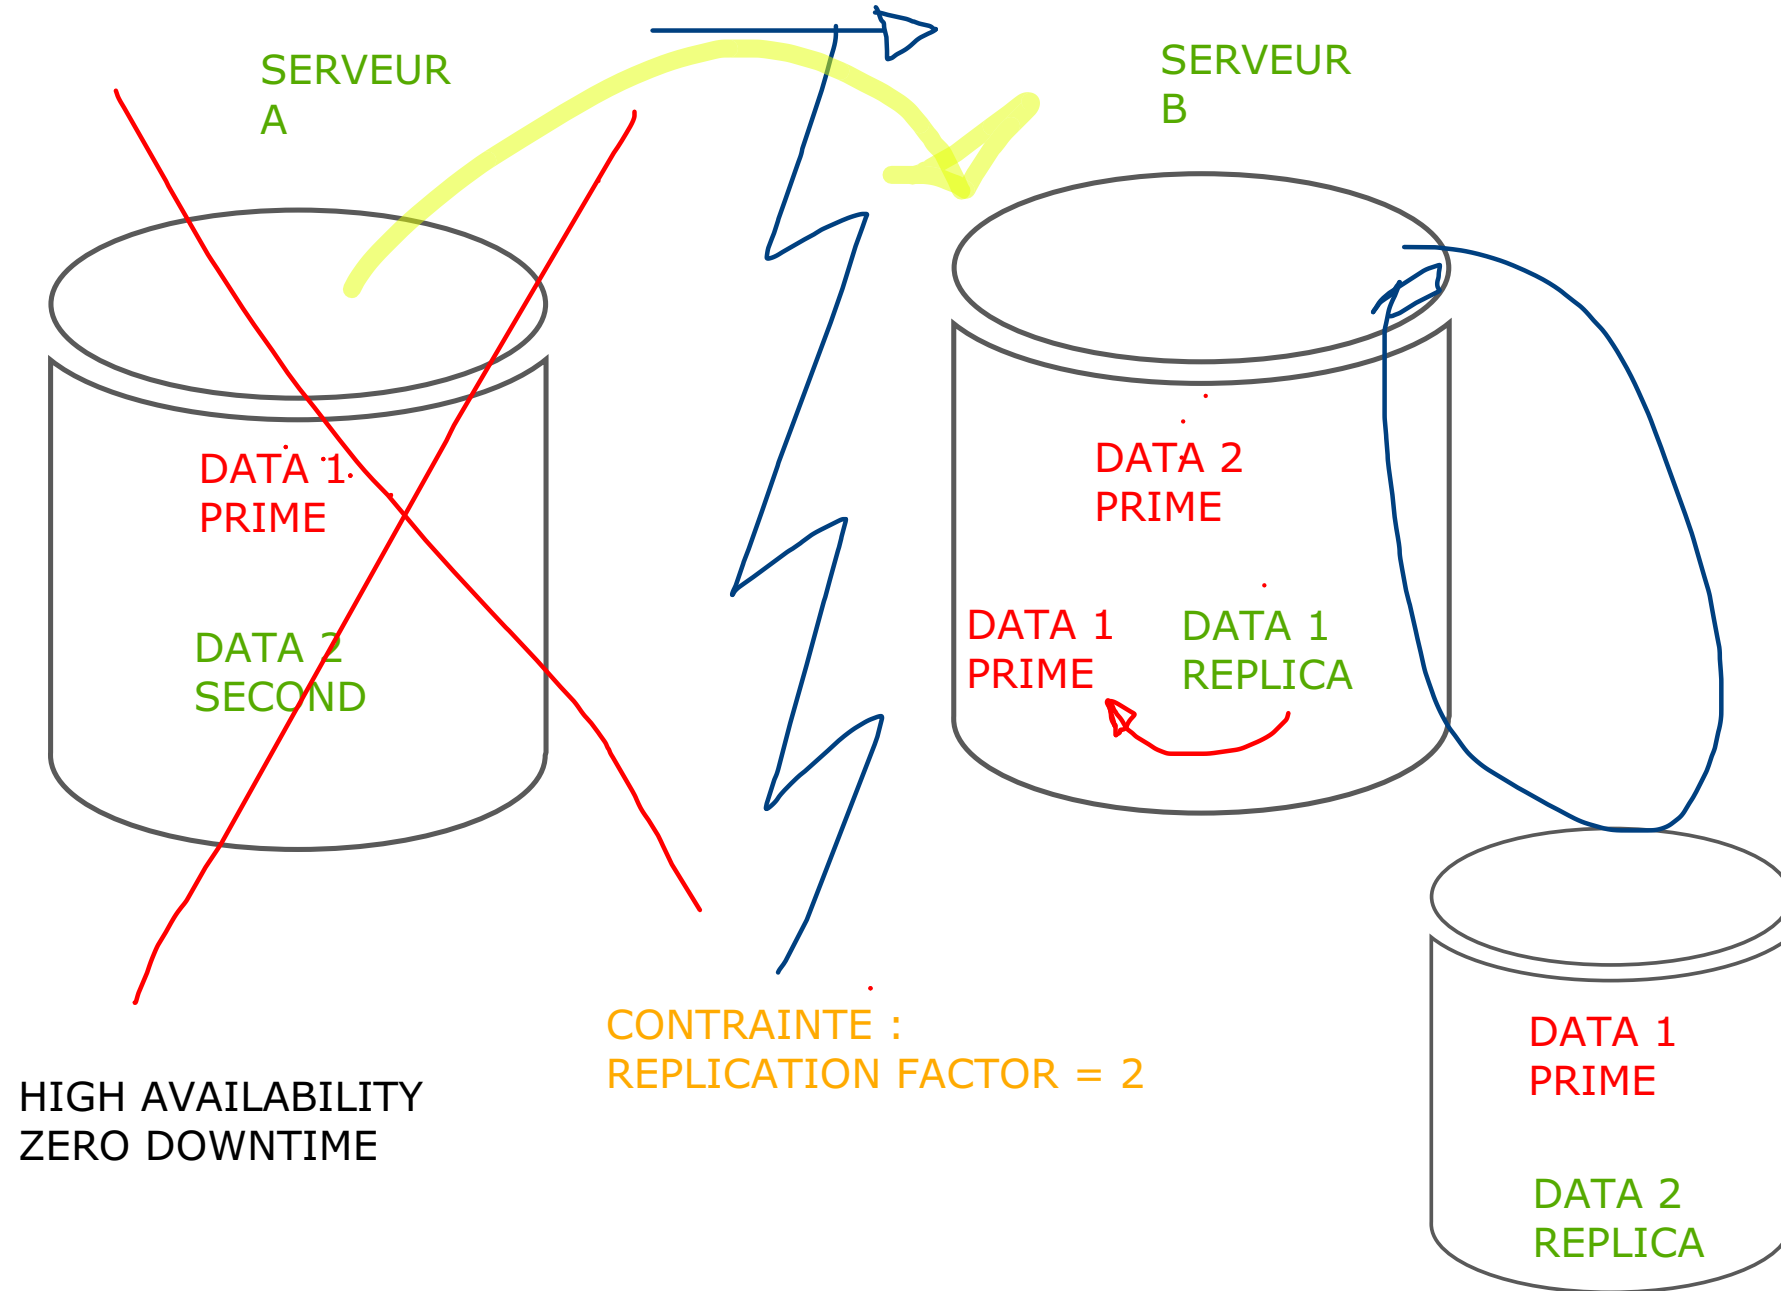 SERVEUR
A
SERVEUR
B
DATA 1
PRIME
DATA 2
SECOND
DATA 2
PRIME
DATA 1
PRIME
DATA 1
REPLICA
CONTRAINTE :
REPLICATION FACTOR = 2
HIGH AVAILABILITY
ZERO DOWNTIME
DATA 1
PRIME
DATA 2
REPLICA